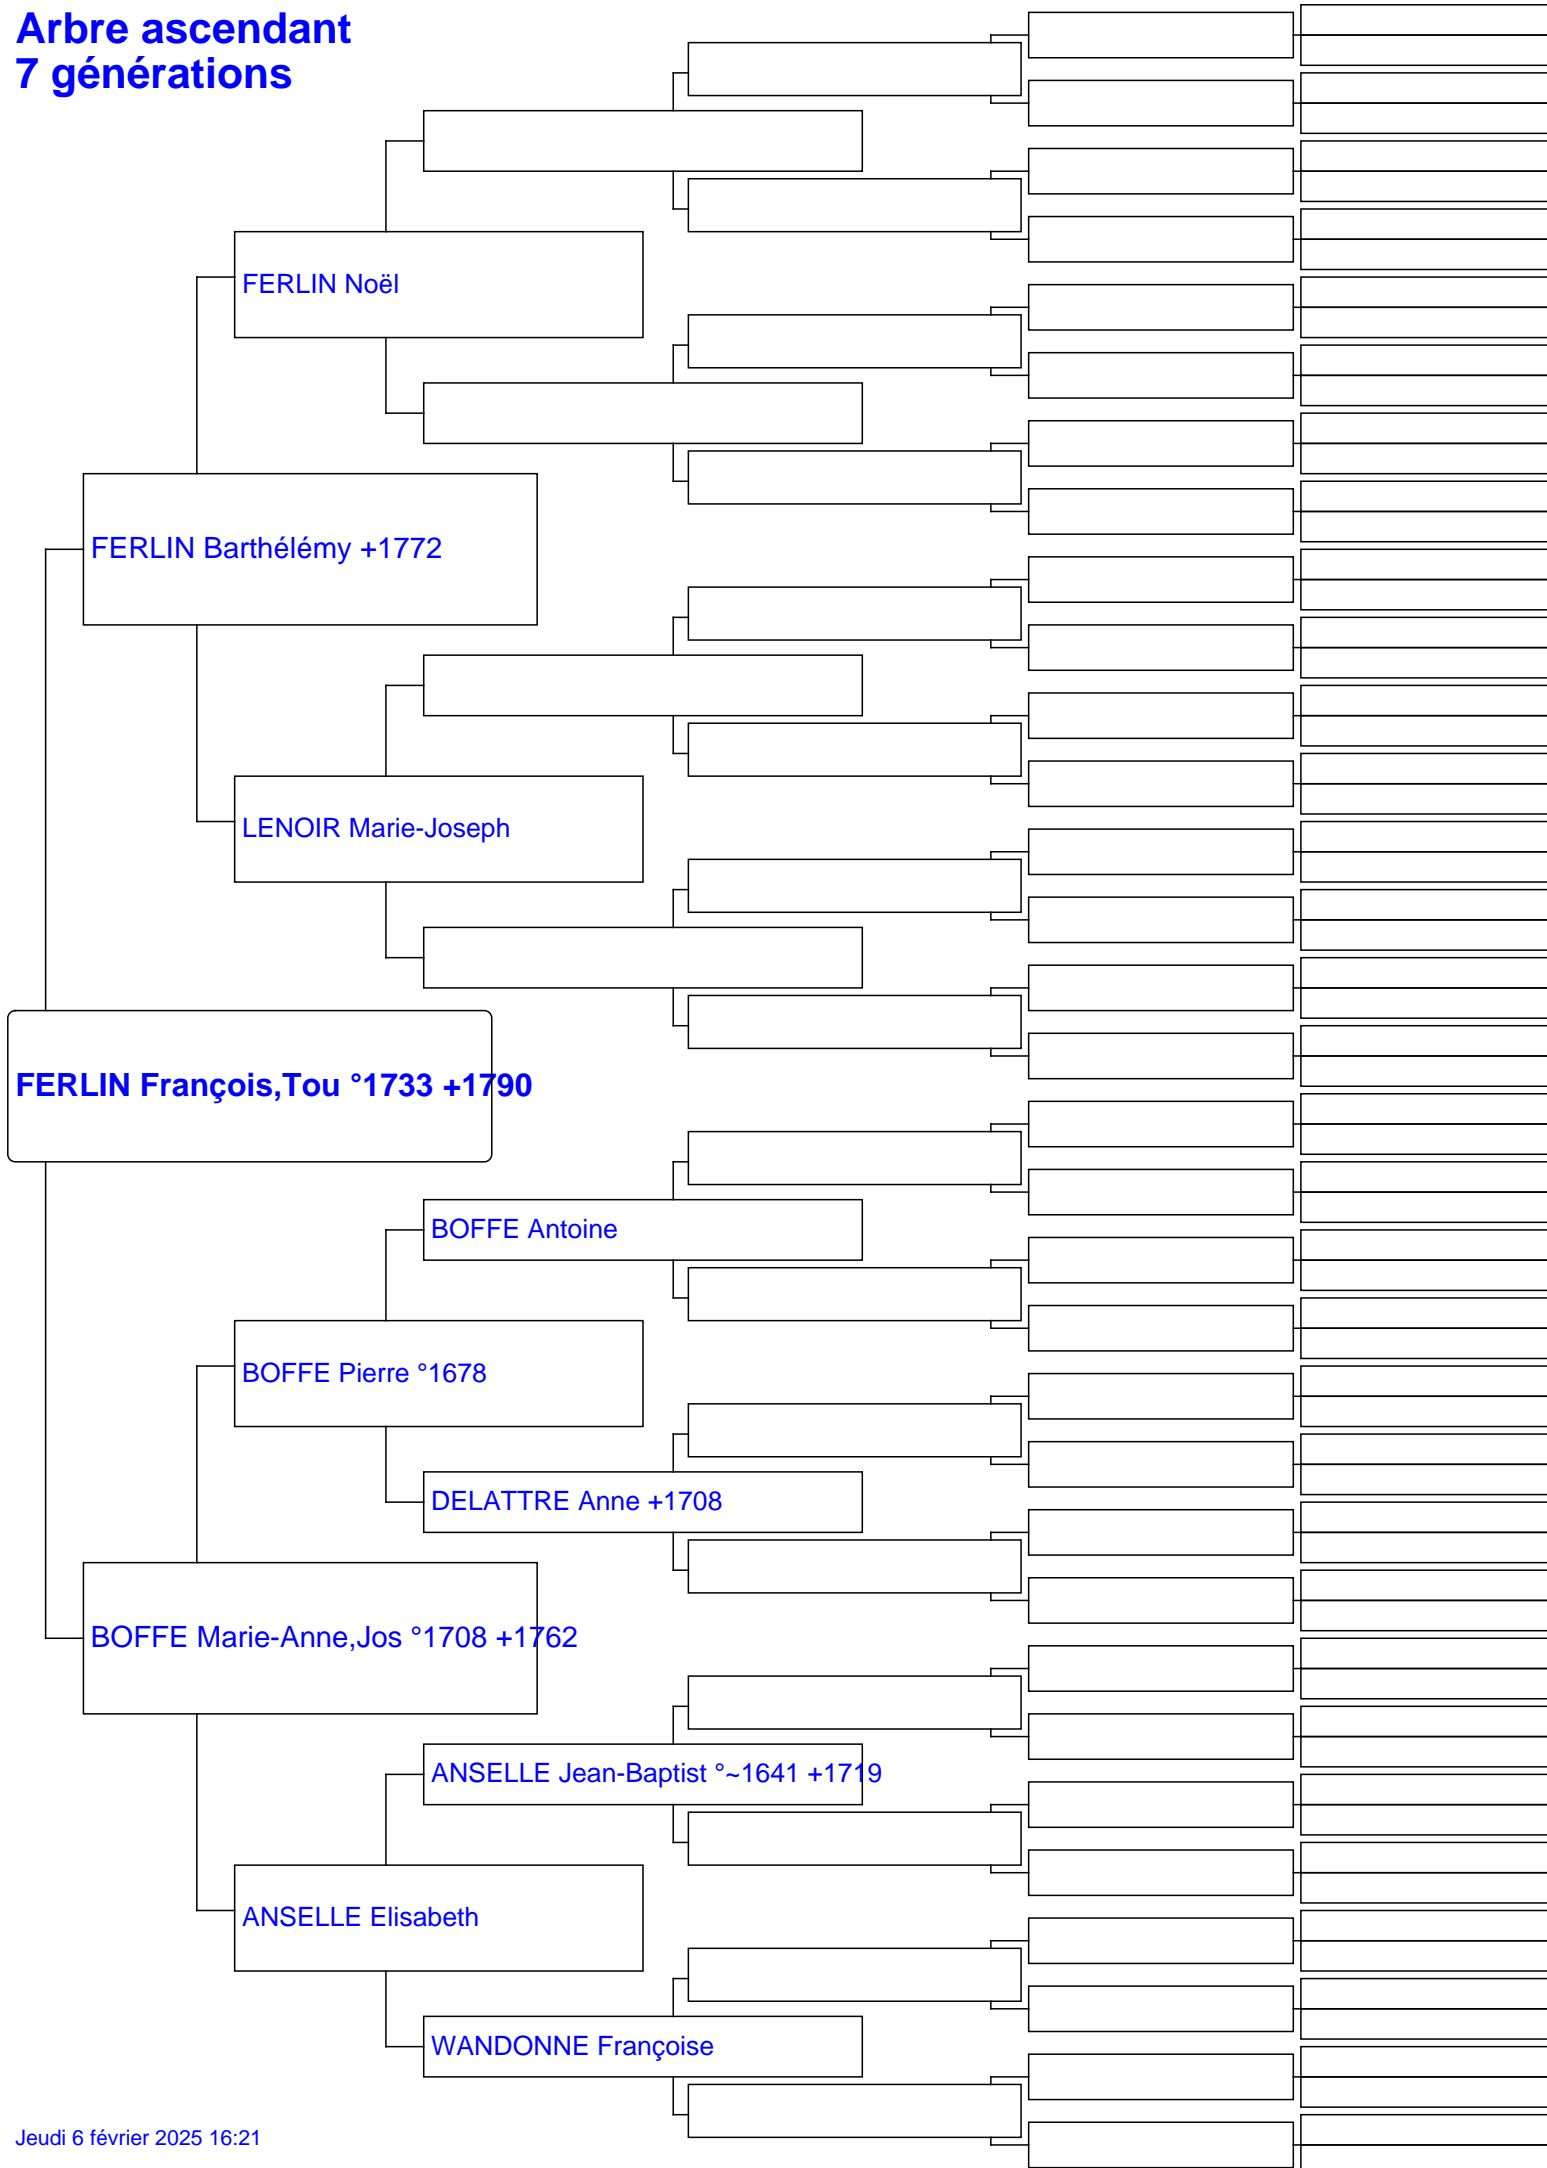 Arbre ascendant
7 générations
FERLIN Noël
FERLIN Barthélémy +1772
LENOIR Marie-Joseph
FERLIN François,Tou °1733 +1790
BOFFE Antoine
BOFFE Pierre °1678
DELATTRE Anne +1708
BOFFE Marie-Anne,Jos °1708 +1762
ANSELLE Jean-Baptist °~1641 +1719
ANSELLE Elisabeth
WANDONNE Françoise
Jeudi 6 février 2025 16:21